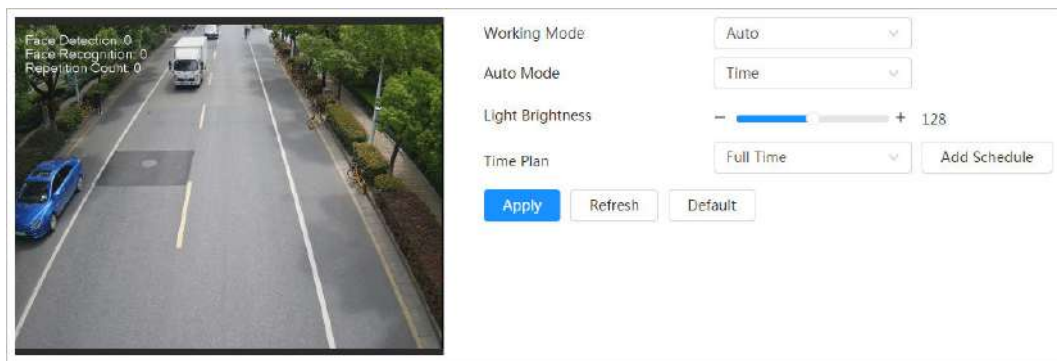 Face Detection: 0
Face Recognition: 0
Repetition Count: 0
Working Mode Auto
Auto Mode Time
Light Brightness - + 128
Time Plan Full Time Add Schedule
Apply Refresh Default